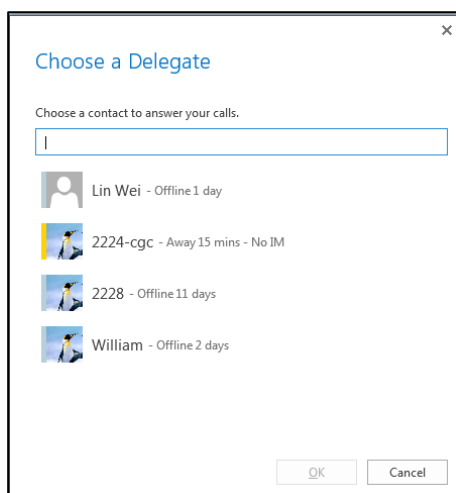 Choose a Delegate
Choose a contact to answer your calls.
Lin Wei - Offline 1 day
2224-cgc - Away 15 mins - No IM
2228 - Offline 11 days
William - Offline 2 days
OK Cancel